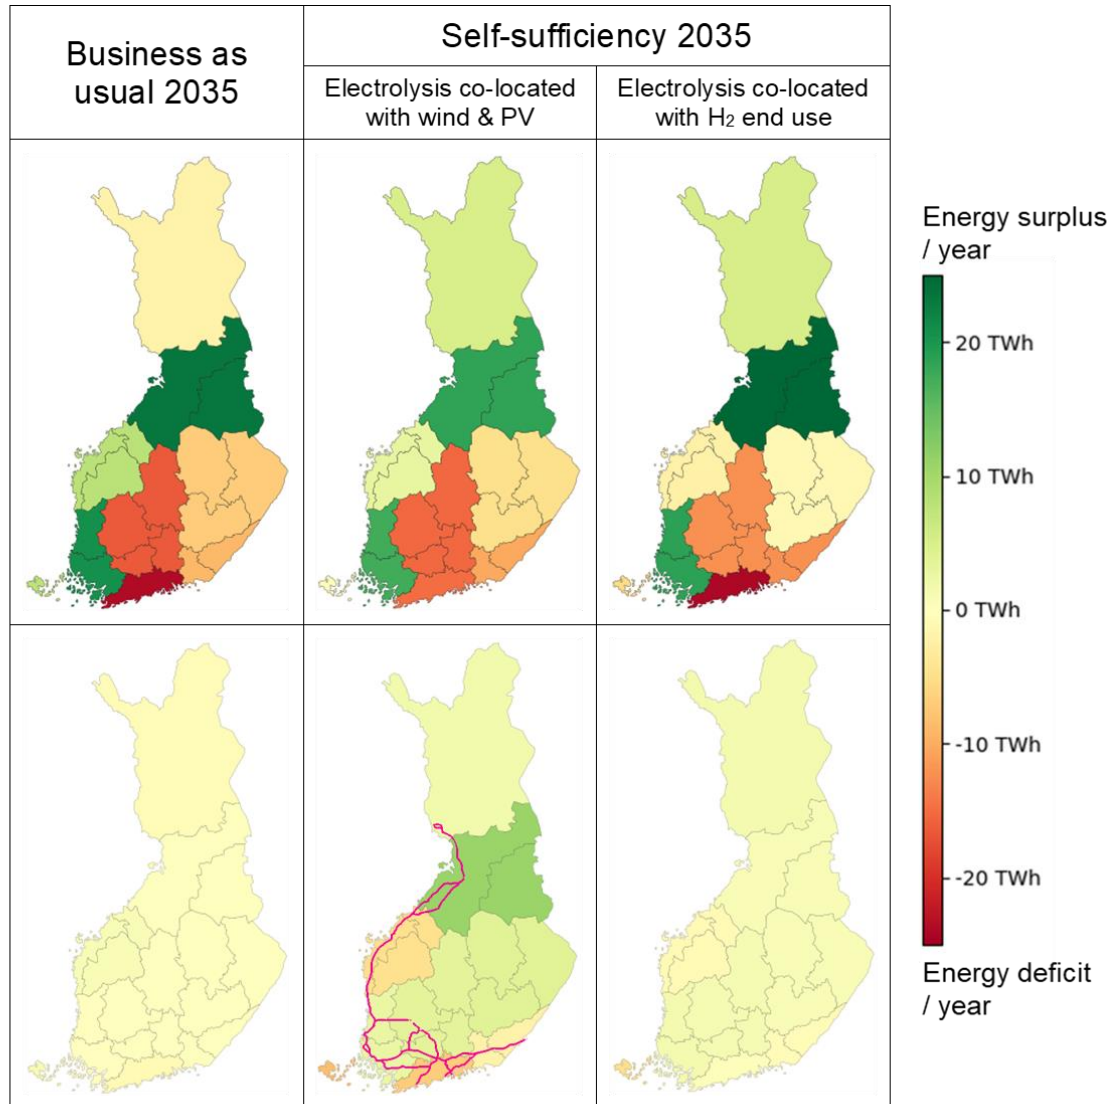 Business as
usual 2035
Self-sufficiency 2035
Electrolysis co-located
with wind & PV
Electrolysis co-located
with H₂ end use
Energy surplus
/ year
20 TWh
10 TWh
0 TWh
-10 TWh
-20 TWh
Energy deficit
/ year